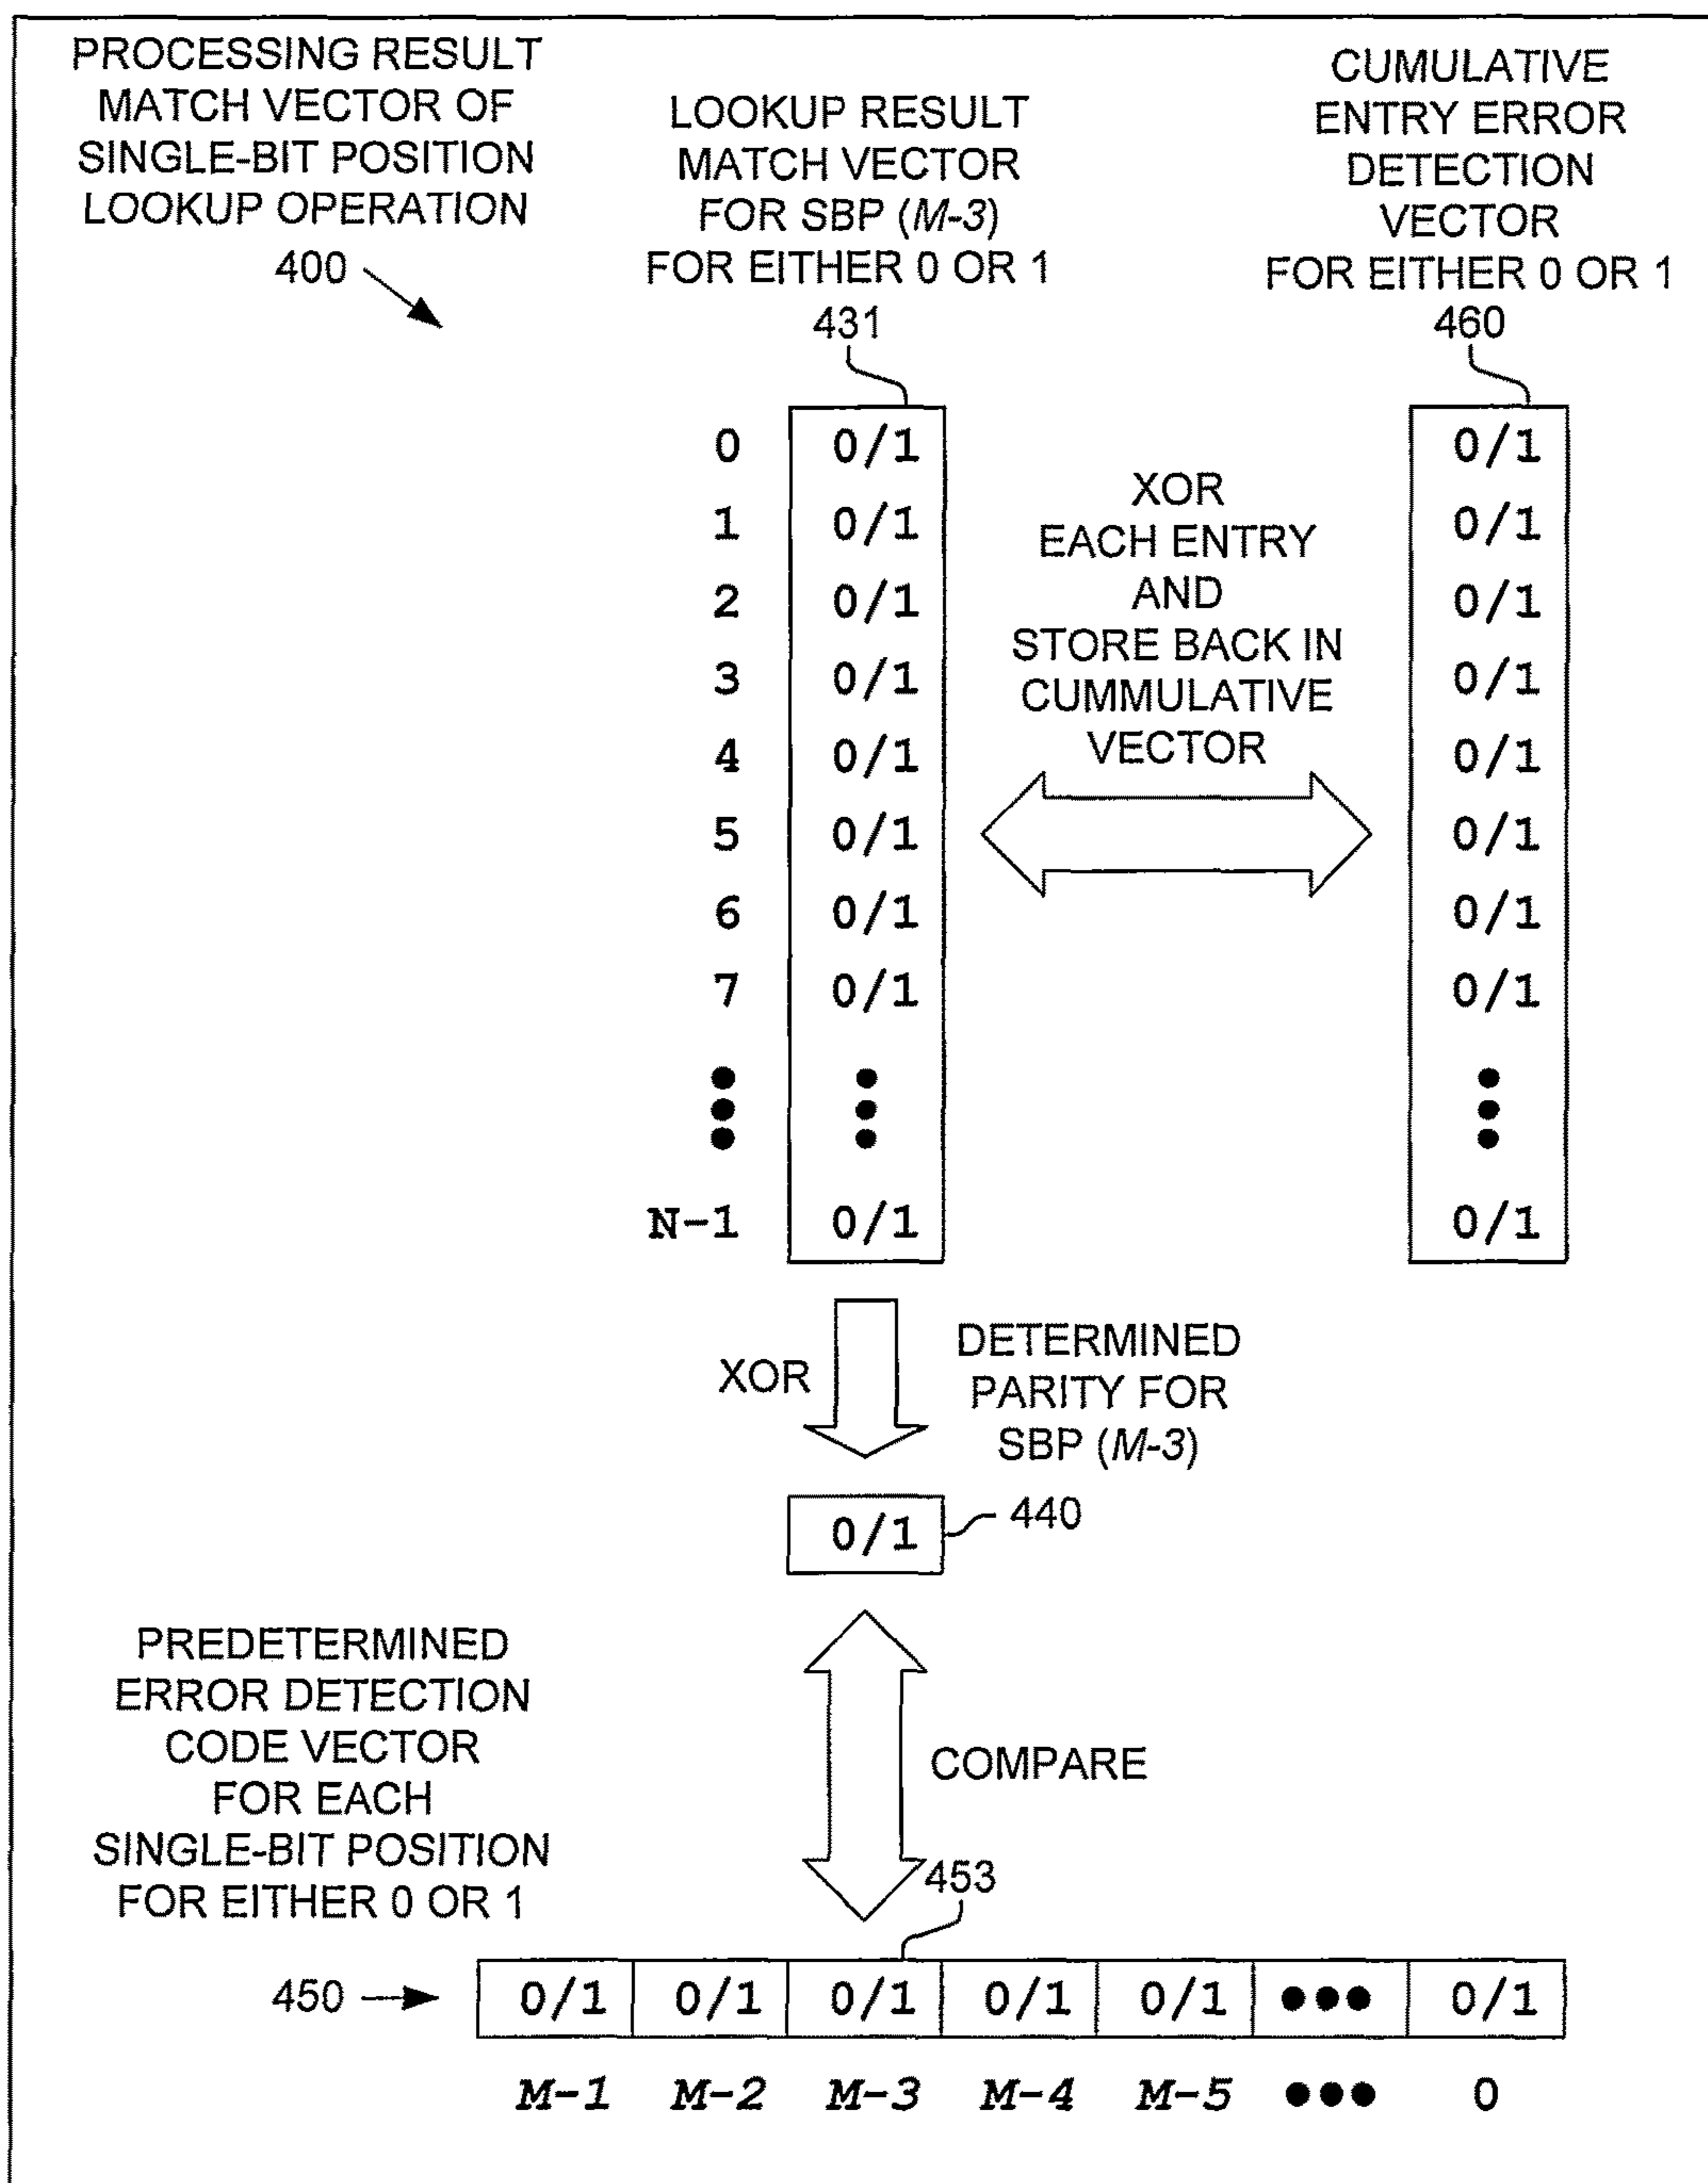 PROCESSING RESULT
MATCH VECTOR OF
SINGLE-BIT POSITION
LOOKUP OPERATION
400
LOOKUP RESULT
MATCH VECTOR
FOR SBP (M-3)
FOR EITHER 0 OR 1
431
CUMULATIVE
ENTRY ERROR
DETECTION
VECTOR
FOR EITHER 0 OR 1
460
0 0/1 0/1
1 0/1 0/1
2 0/1 0/1
3 0/1 0/1
4 0/1 0/1
5 0/1 0/1
6 0/1 0/1
7 0/1 0/1
N-1 0/1 0/1
XOR
EACH ENTRY
AND
STORE BACK IN
CUMMULATIVE
VECTOR
XOR
DETERMINED
PARITY FOR
SBP (M-3)
0/1
440
COMPARE
PREDETERMINED
ERROR DETECTION
CODE VECTOR
FOR EACH
SINGLE-BIT POSITION
FOR EITHER 0 OR 1
453
450 0/1 0/1 0/1 0/1 0/1 ••• 0/1
M-1 M-2 M-3 M-4 M-5 ••• 0